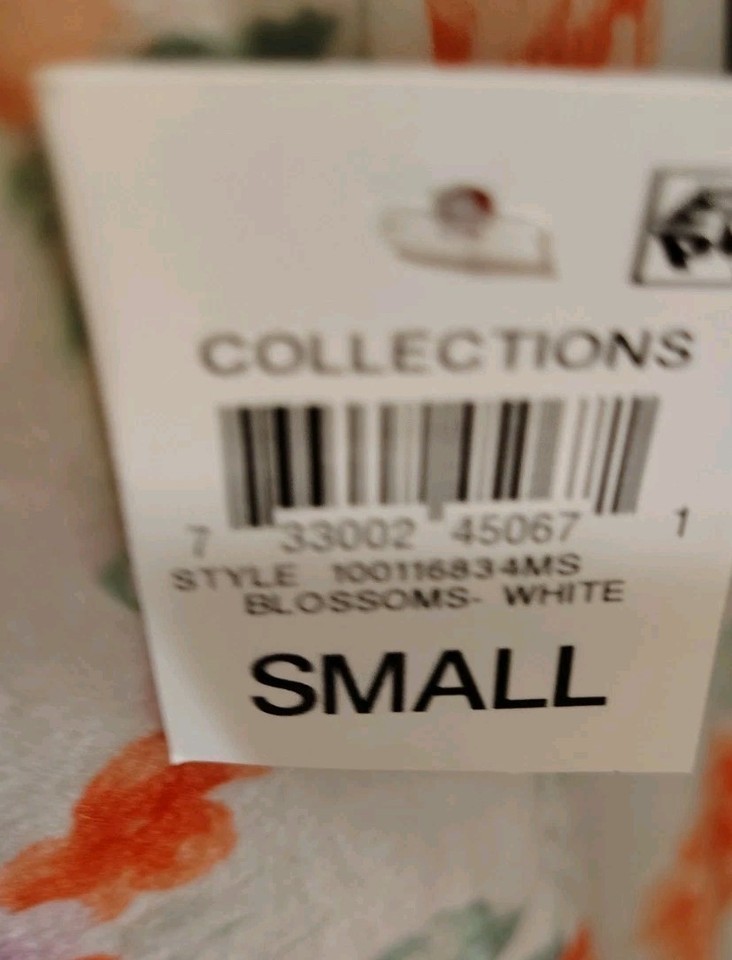 COLLECTIONS
7 33002 45067 1
STYLE 100116834MS
BLOSSOMS- WHITE
SMALL